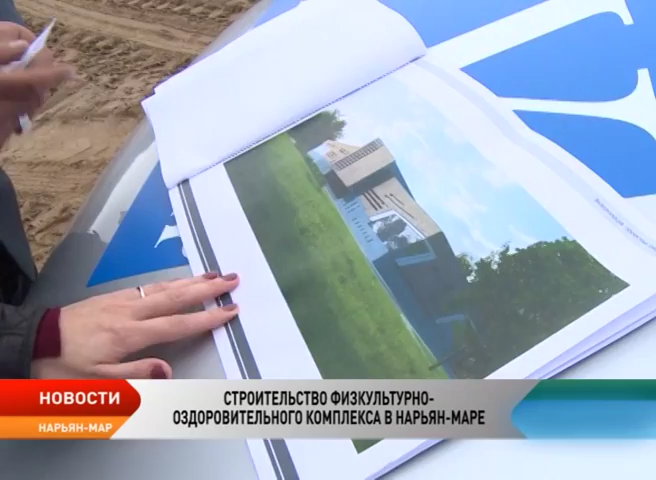 НОВОСТИ
НАРЬЯН-МАР
СТРОИТЕЛЬСТВО ФИЗКУЛЬТУРНО-
ОЗДОРОВИТЕЛЬНОГО КОМПЛЕКСА В НАРЬЯН-МАРЕ